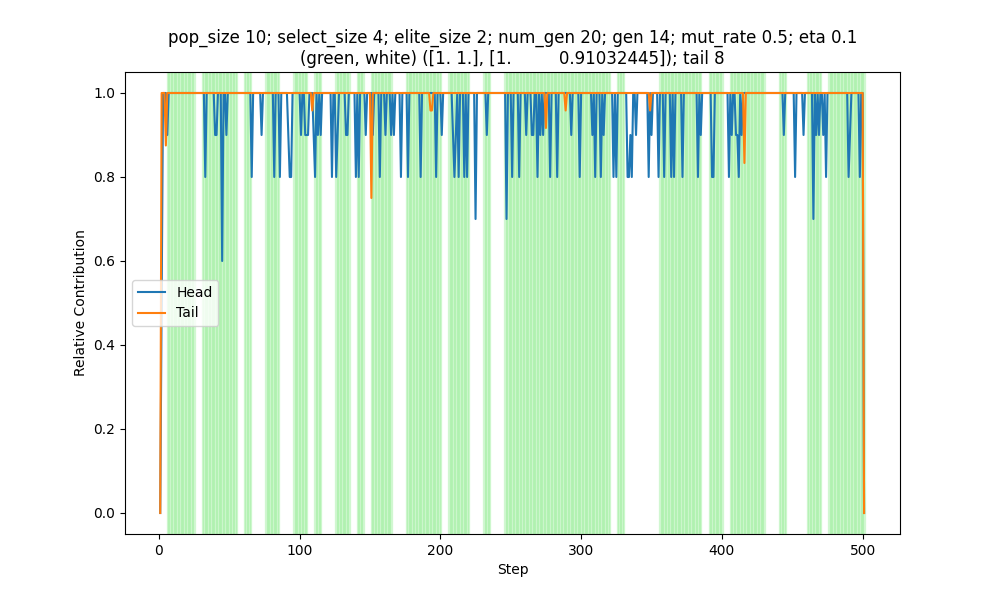 pop_size 10; select_size 4; elite_size 2; num_gen 20; gen 14; mut_rate 0.5; eta 0.1
(green, white) ([1. 1.], [1.          0.91032445]); tail 8
1.0
0.8
0.6
0.4
0.2
0.0
Relative Contribution
Head
Tail
0
100
200
300
400
500
Step